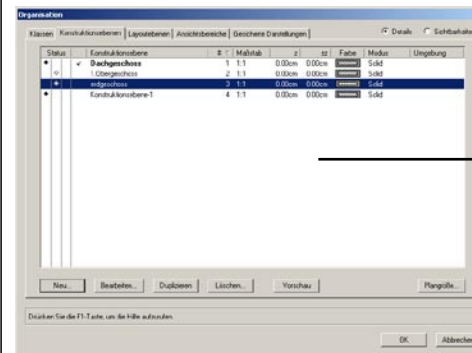 Organisation
Klassen Konstruktionsebenen Layoutebenen Ansichtsbereiche Gesicherte Darstellungen Details Sichtbarkeiten
Status Konstruktionsebene # Maßstab z ±z Farbe Modus Umgebung
Dachgeschoss 1 1:1 0.00cm 0.00cm Solid
1.Obergeschoss 2 1:1 0.00cm 0.00cm Solid
erdgeschoss 3 1:1 0.00cm 0.00cm Solid
Konstruktionsebene-1 4 1:1 0.00cm 0.00cm Solid
Neu... Bearbeiten... Duplizieren Löschen... Vorschau Plangröße...
Drücken Sie die F1-Taste, um die Hilfe aufzurufen.
OK Abbrechen